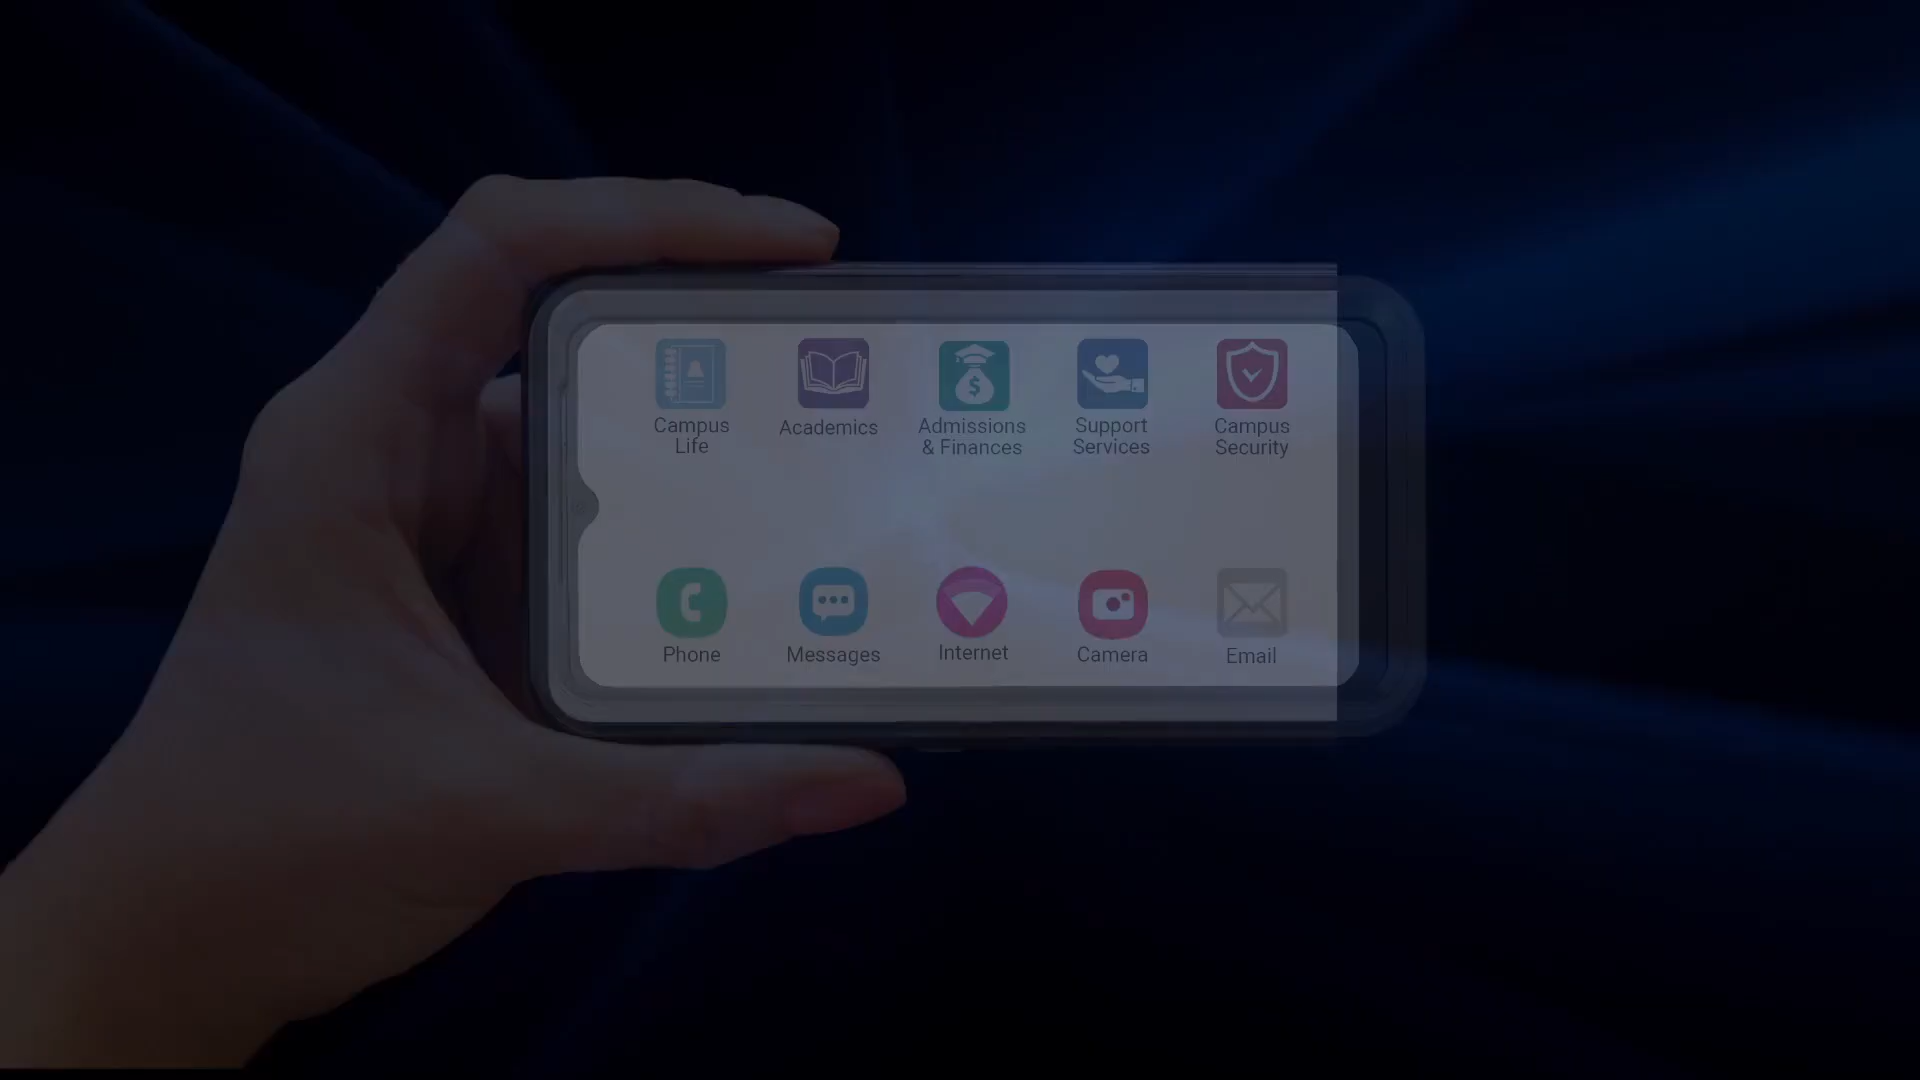 Campus
Life
Academics
Admissions
& Finances
Support
Services
Campus
Security
$
Phone
Messages
Internet
Camera
Email